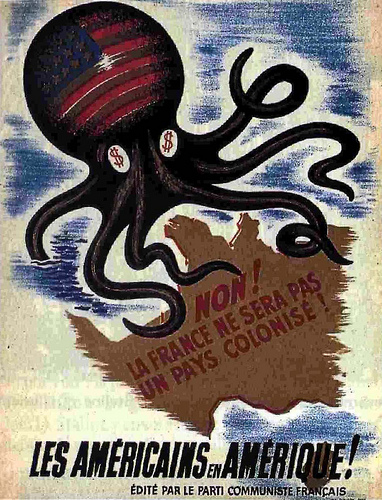 $ $
NON!
LA FRANCE NE SERA PAS
UN PAYS COLONISÉ!
LES AMÉRICAINS EN AMÉRIQUE!
ÉDITÉ PAR LE PARTI COMMUNISTE FRANÇAIS